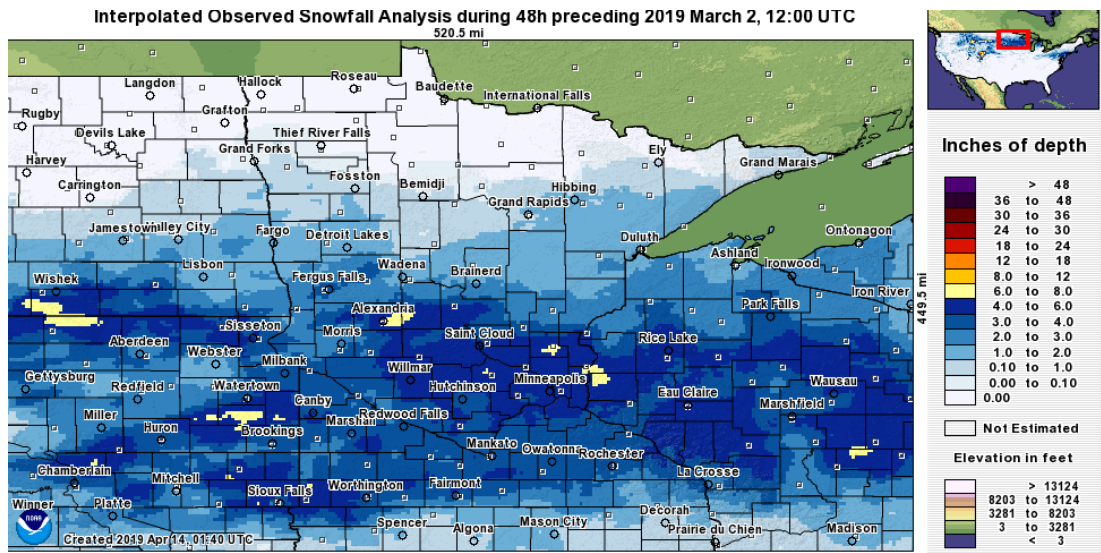 Interpolated Observed Snowfall Analysis during 48h preceding 2019 March 2, 12:00 UTC
520.5 mi
449.5 mi
Langdon
Hallock
Roseau
Baudette
International Falls
Rugby
Grafton
Devils Lake
Thief River Falls
Grand Forks
Harvey
Ely
Grand Marais
Carrington
Fosston
Bemidji
Hibbing
Grand Rapids
Jamestown
Valley City
Fargo
Detroit Lakes
Duluth
Ontonagon
Ashland
Lisbon
Wadena
Brainerd
Ironwood
Wishek
Fergus Falls
Iron River
Alexandria
Park Falls
Sisseton
Morris
Saint Cloud
Rice Lake
Aberdeen
Webster
Milbank
Gettysburg
Redfield
Watertown
Willmar
Hutchinson
Minneapolis
Wausau
Canby
Eau Claire
Marshfield
Miller
Redwood Falls
Huron
Brookings
Marshall
Mankato
Owatonna
Rochester
Chamberlain
Mitchell
La Crosse
Sioux Falls
Worthington
Fairmont
Winner
Platte
Decorah
Spencer
Algona
Mason City
Prairie du Chien
Madison
NOAA
Created 2019 Apr 14, 01:40 UTC
Inches of depth
> 48
36 to 48
30 to 36
24 to 30
18 to 24
12 to 18
8.0 to 12
6.0 to 8.0
4.0 to 6.0
3.0 to 4.0
2.0 to 3.0
1.0 to 2.0
0.10 to 1.0
0.00 to 0.10
0.00
Not Estimated
Elevation in feet
> 13124
8203 to 13124
3281 to 8203
3 to 3281
< 3